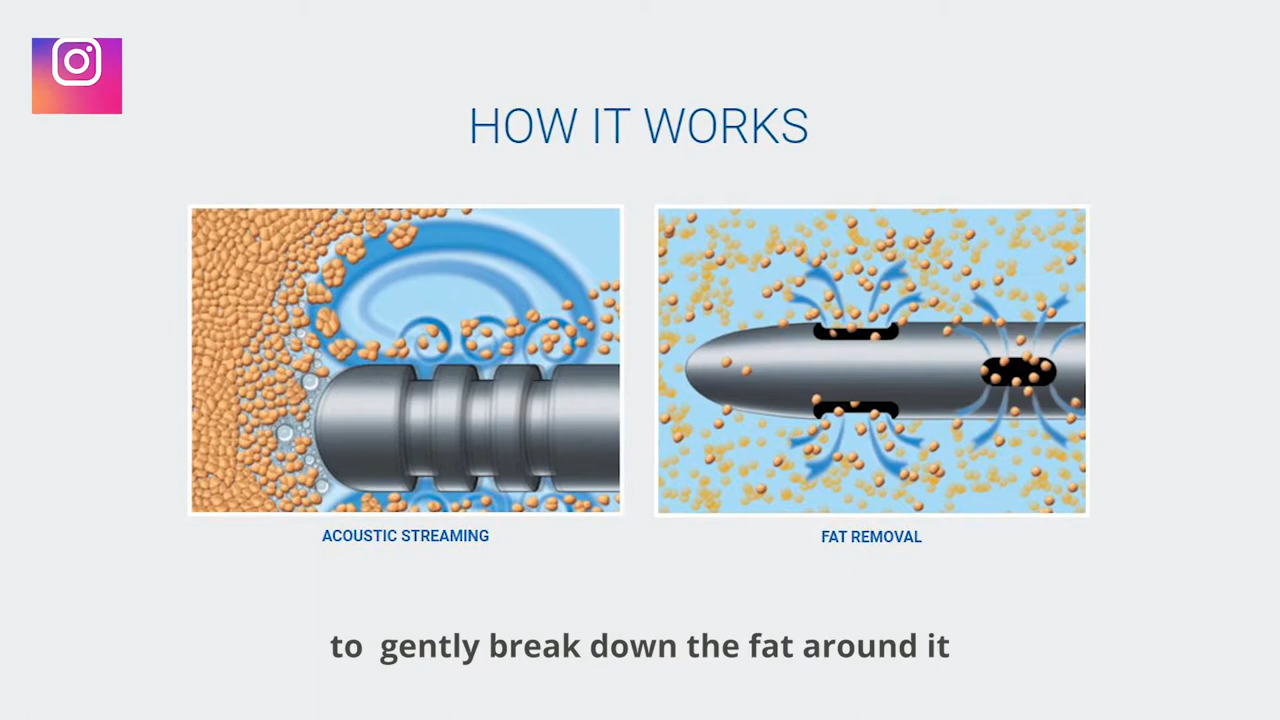 HOW IT WORKS
ACOUSTIC STREAMING
FAT REMOVAL
to gently break down the fat around it